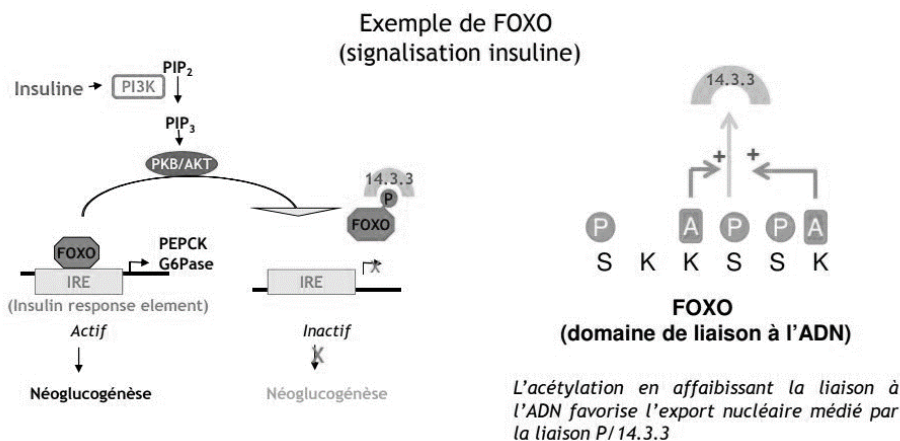 Exemple de FOXO
(signalisation insuline)
Insuline
PI3K
PIP2
PIP3
PKB/AKT
14.3.3
P
FOXO
FOXO
PEPCK
G6Pase
IRE
IRE
(Insulin response element)
Actif
Inactif
Néoglucogénèse
Néoglucogénèse
14.3.3
+ +
P A P P A
S K K S S K
FOXO
(domaine de liaison à l'ADN)
L'acétylation en affaibissant la liaison à
l'ADN favorise l'export nucléaire médié par
la liaison P/14.3.3